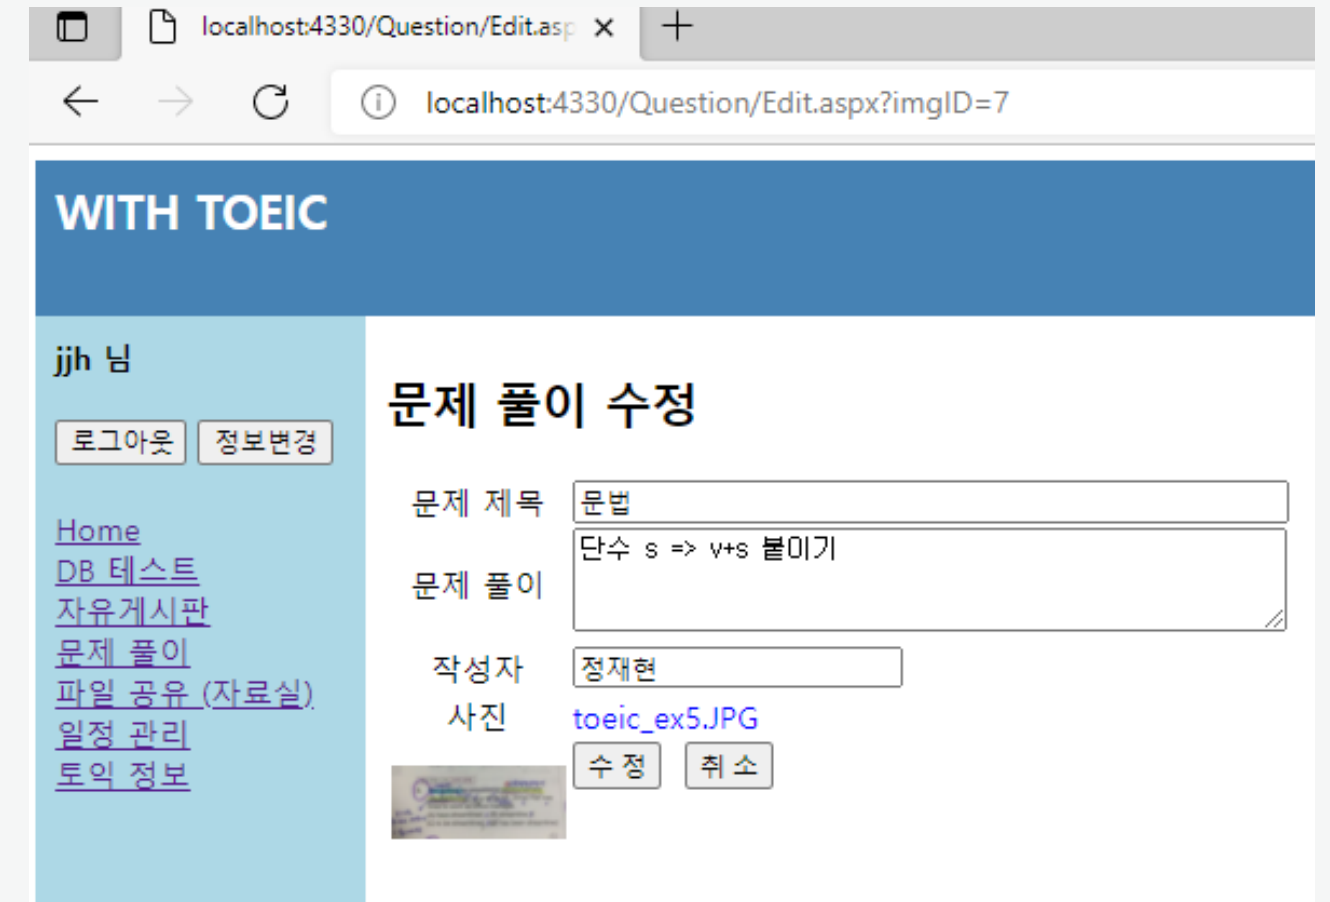 localhost:4330/Question/Edit.asp
localhost:4330/Question/Edit.aspx?imgID=7
WITH TOEIC
jjh 님
로그아웃 정보변경
Home
DB 테스트
자유게시판
문제 풀이
파일 공유 (자료실)
일정 관리
토익 정보
문제 풀이 수정
문제 제목 문법
문제 풀이 단수 s => v+s 붙이기
작성자 정재현
사진 toeic_ex5.JPG
수 정 취 소